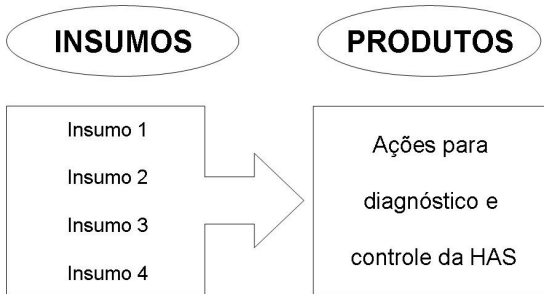 INSUMOS
PRODUTOS
Insumo 1
Insumo 2
Insumo 3
Insumo 4
Ações para
diagnóstico e
controle da HAS